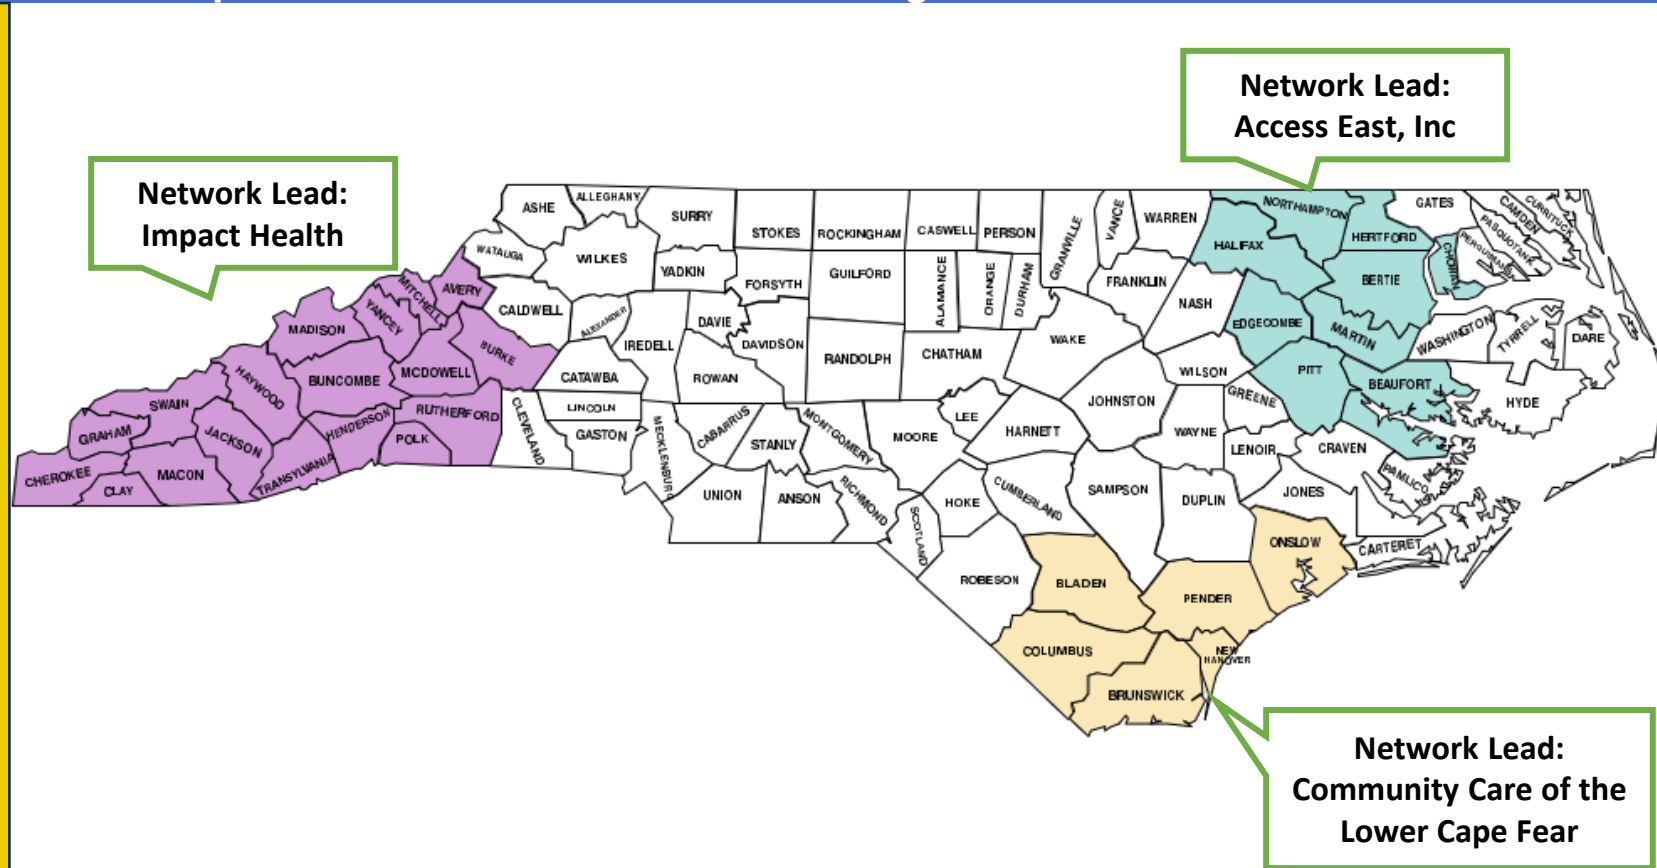 Network Lead:
Access East, Inc
Network Lead:
Impact Health
ASHE
ALLEGHANY
SURRY
STOKES
ROCKINGHAM
CASWELL
PERSON
GRANVILLE
VANCE
WARREN
NORTHAMPTON
GATES
CURRITUCK
CAMDEN
PASQUOTANK
PERQUIMANS
HERTFORD
HALIFAX
CHOWAN
BERTIE
WATAUGA
WILKES
YADKIN
FORSYTH
GUILFORD
ALAMANCE
ORANGE
DURHAM
FRANKLIN
NASH
EDGECOMBE
MARTIN
WASHINGTON
TYRRELL
DARE
MITCHELL
AVERY
CALDWELL
ALEXANDER
IREDELL
DAVIE
DAVIDSON
RANDOLPH
CHATHAM
WAKE
WILSON
PITT
BEAUFORT
HYDE
MADISON
YANCEY
BURKE
HAYWOOD
BUNCOMBE
MCDOWELL
CATAWBA
ROWAN
JOHNSTON
GREENE
SWAIN
GRAHAM
JACKSON
HENDERSON
RUTHERFORD
POLK
CLEVELAND
LINCOLN
GASTON
MECKLENBURG
CABARRUS
STANLY
MONTGOMERY
MOORE
LEE
HARNETT
WAYNE
LENOIR
CRAVEN
PAMLICO
CHEROKEE
CLAY
MACON
TRANSYLVANIA
UNION
ANSON
RICHMOND
SCOTLAND
HOKE
CUMBERLAND
SAMPSON
DUPLIN
JONES
CARTERET
ONSLOW
ROBESON
BLADEN
PENDER
COLUMBUS
NEW
HANOVER
BRUNSWICK
Network Lead:
Community Care of the
Lower Cape Fear